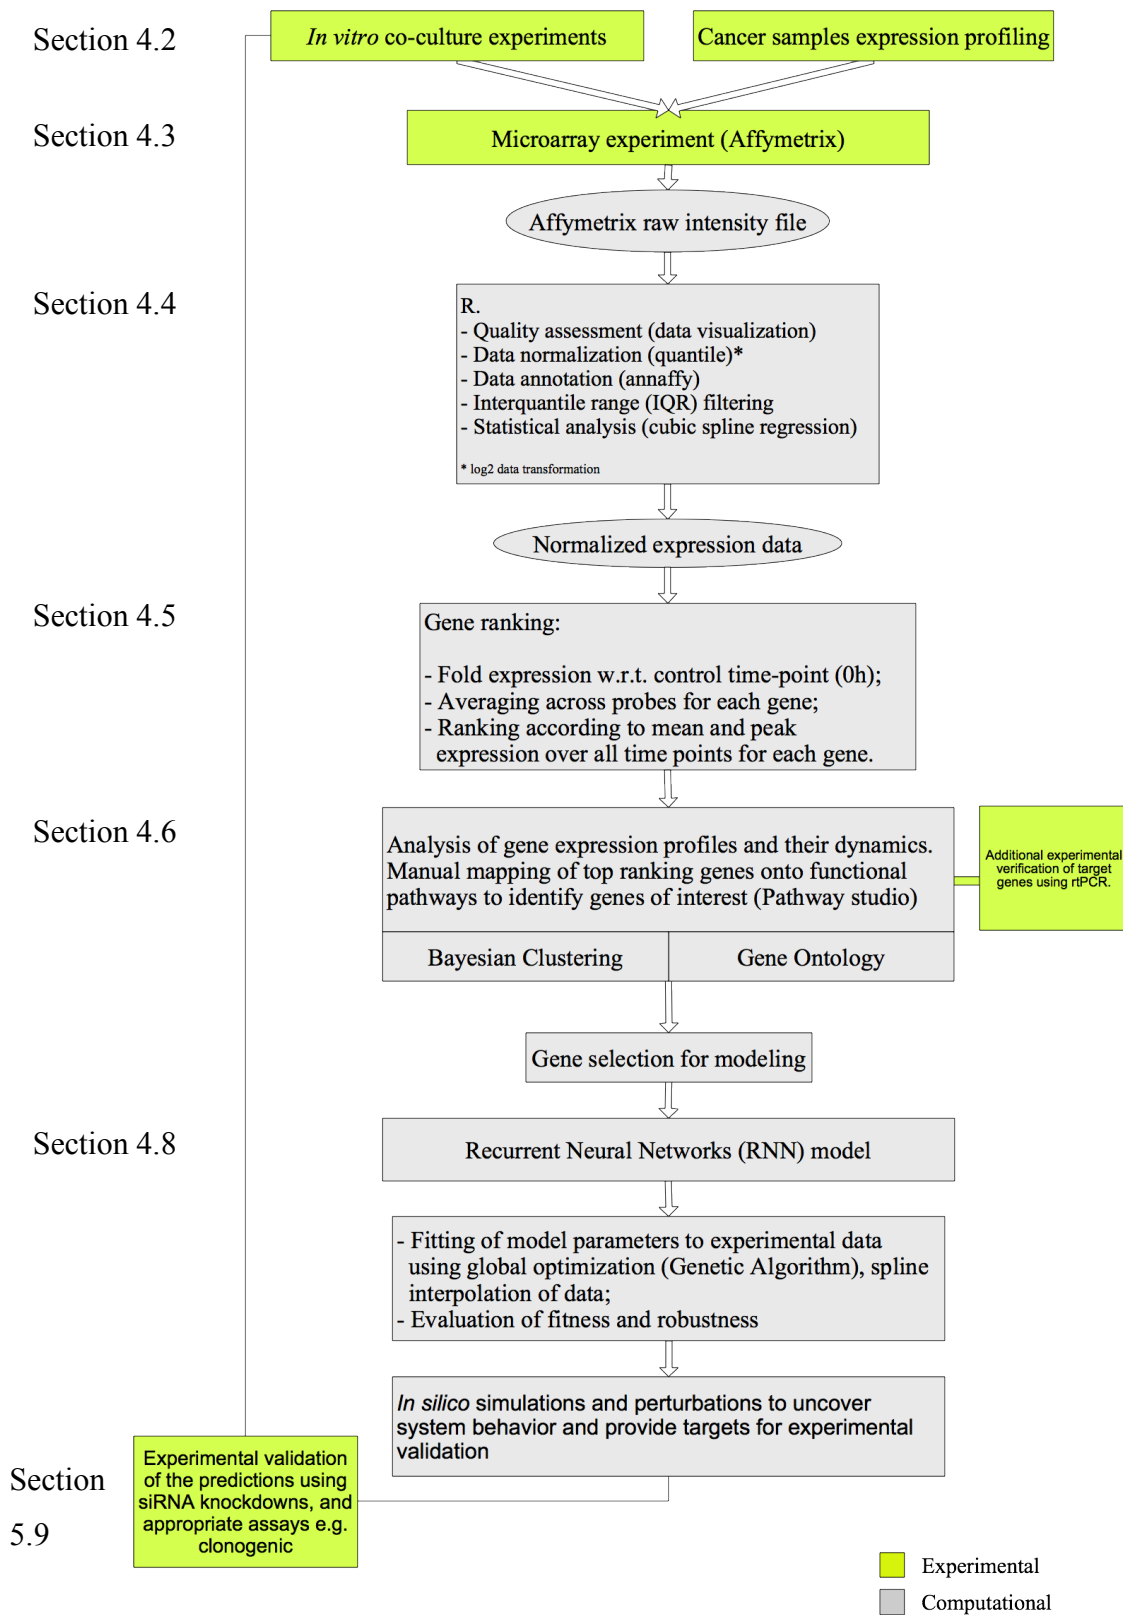 Section 4.2
In vitro co-culture experiments
Cancer samples expression profiling
Section 4.3
Microarray experiment (Affymetrix)
Affymetrix raw intensity file
Section 4.4
R.
- Quality assessment (data visualization)
- Data normalization (quantile)*
- Data annotation (annaffy)
- Interquantile range (IQR) filtering
- Statistical analysis (cubic spline regression)
* log2 data transformation
Normalized expression data
Section 4.5
Gene ranking:
- Fold expression w.r.t. control time-point (0h);
- Averaging across probes for each gene;
- Ranking according to mean and peak
expression over all time points for each gene.
Section 4.6
Analysis of gene expression profiles and their dynamics.
Manual mapping of top ranking genes onto functional
pathways to identify genes of interest (Pathway studio)
Additional experimental
verification of target
genes using rtPCR.
Bayesian Clustering
Gene Ontology
Gene selection for modeling
Section 4.8
Recurrent Neural Networks (RNN) model
- Fitting of model parameters to experimental data
using global optimization (Genetic Algorithm), spline
interpolation of data;
- Evaluation of fitness and robustness
In silico simulations and perturbations to uncover
system behavior and provide targets for experimental
validation
Section
5.9
Experimental validation
of the predictions using
siRNA knockdowns, and
appropriate assays e.g.
clonogenic
Experimental
Computational